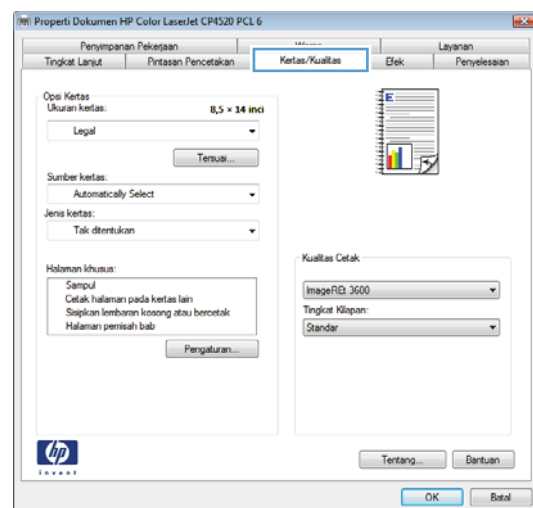 Properti Dokumen HP Color LaserJet CP4520 PCL 6
Penyimpanan Pekerjaan
Warna
Layanan
Tingkat Lanjut
Pintasan Pencetakan
Kertas/Kualitas
Efek
Penyelesaian
Opsi Kertas
Ukuran kertas:
8,5 × 14 inci
Legal
Tersuai...
Sumber kertas:
Automatically Select
Jenis kertas:
Tak ditentukan
Halaman khusus:
Sampul
Cetak halaman pada kertas lain
Sisipkan lembaran kosong atau bercetak
Halaman pemisah bab
Pengaturan...
E
Kualitas Cetak
ImageREt 3600
Tingkat Kilapan:
Standar
hp
invent
Tentang...
Bantuan
OK
Batal